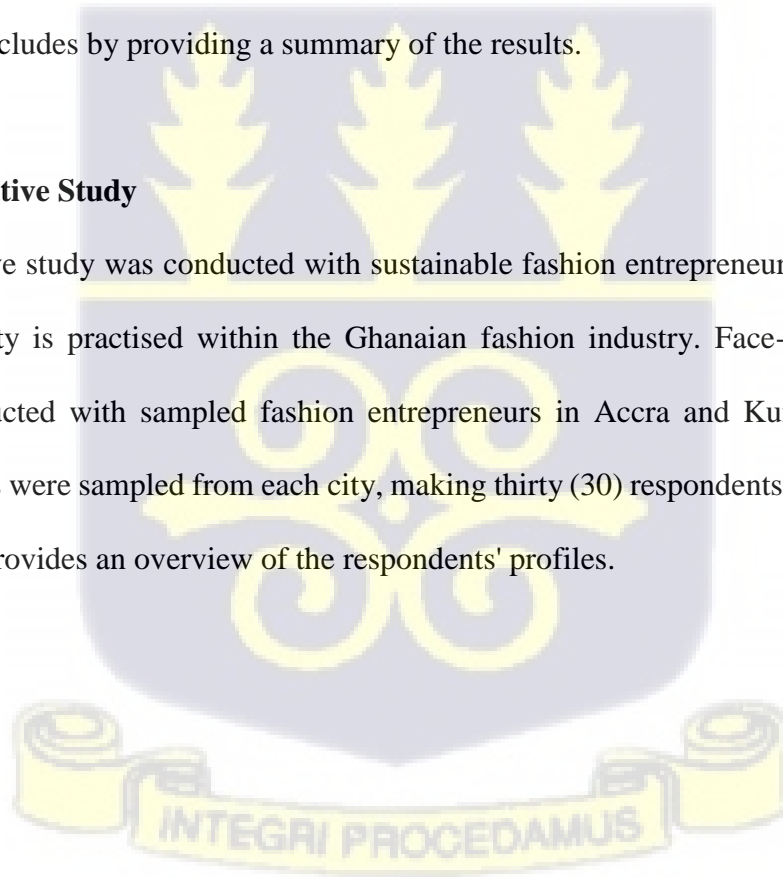 cludes by providing a summary of the results.
tive Study
e study was conducted with sustainable fashion entrepreneur
ty is practised within the Ghanaian fashion industry. Face-
ucted with sampled fashion entrepreneurs in Accra and Ku
s were sampled from each city, making thirty (30) respondents
rovides an overview of the respondents' profiles.
INTEGRI PROCEDAMUS